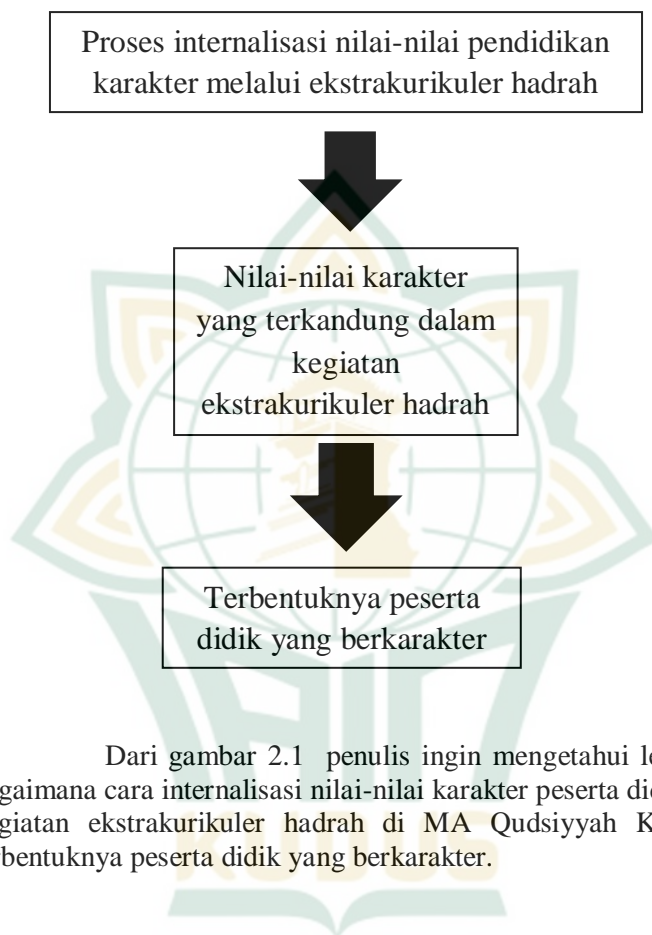 Proses internalisasi nilai-nilai pendidikan
karakter melalui ekstrakurikuler hadrah
Nilai-nilai karakter
yang terkandung dalam
kegiatan
ekstrakurikuler hadrah
Terbentuknya peserta
didik yang berkarakter
Dari gambar 2.1 penulis ingin mengetahui
internalisasi nilai-nilai karakter peserta
ekstrakurikuler hadrah di MA Qudsiyyah
peserta didik yang berkarakter.
IAIN
KUDUS